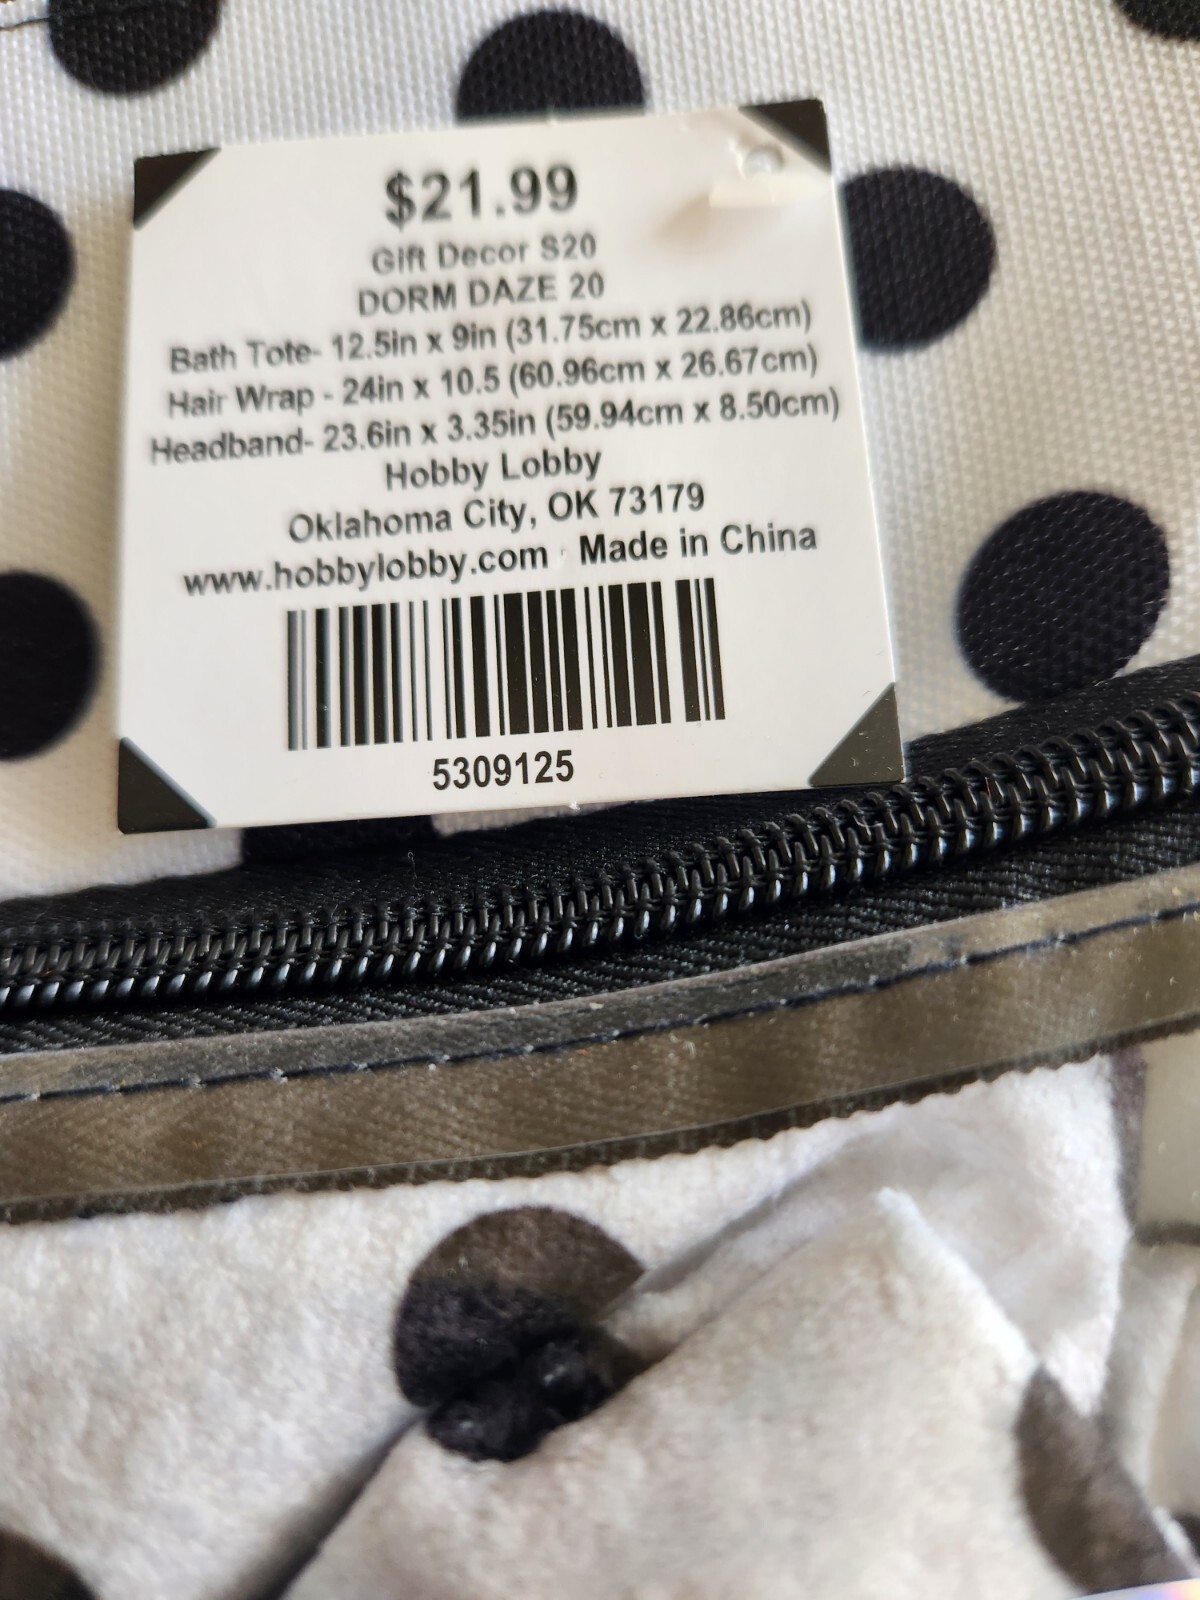 $21.99
Gift Decor S20
DORM DAZE 20
Bath Tote- 12.5in x 9in (31.75cm x 22.86cm)
Hair Wrap - 24in x 10.5 (60.96cm x 26.67cm)
Headband- 23.6in x 3.35in (59.94cm x 8.50cm)
Hobby Lobby
Oklahoma City, OK 73179
www.hobbylobby.com · Made in China
5309125